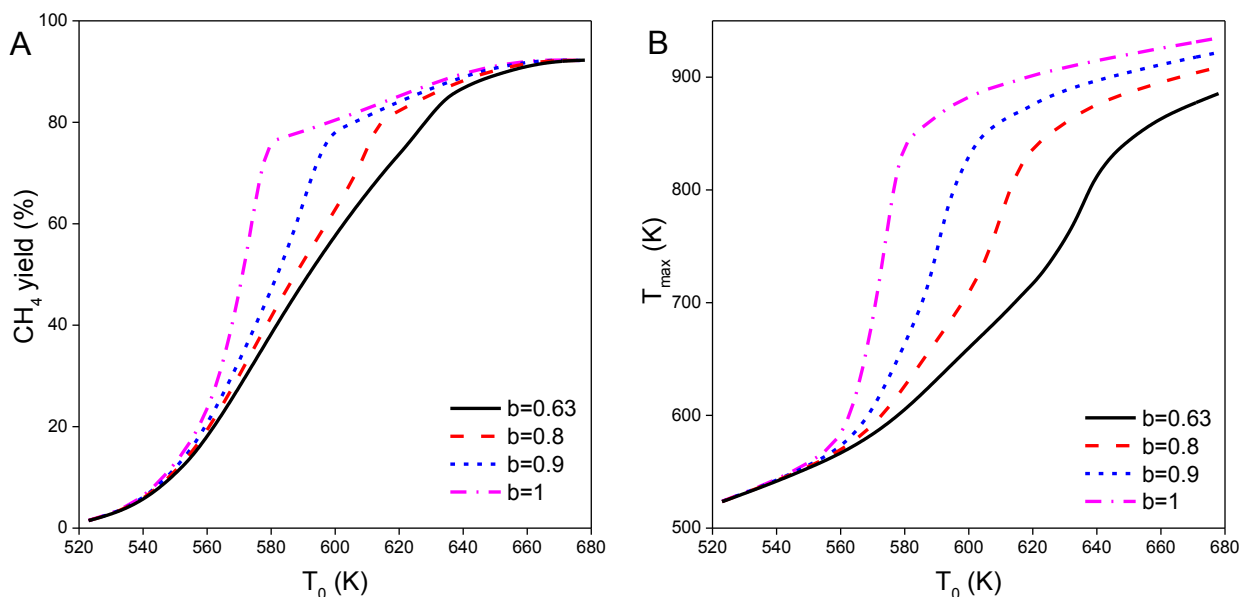 A
CH₄ yield (%)
100
80
60
40
20
0
520 540 560 580 600 620 640 660 680
T₀ (K)
b=0.63
b=0.8
b=0.9
b=1
B
Tmax (K)
900
800
700
600
500
520 540 560 580 600 620 640 660 680
T₀ (K)
b=0.63
b=0.8
b=0.9
b=1